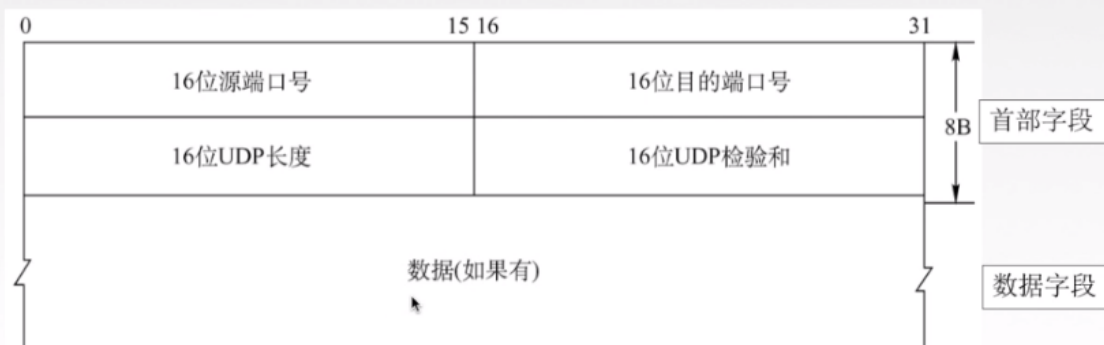 0 15 16 31
16位源端口号 16位目的端口号
8B 首部字段
16位UDP长度 16位UDP检验和
数据(如果有)
数据字段